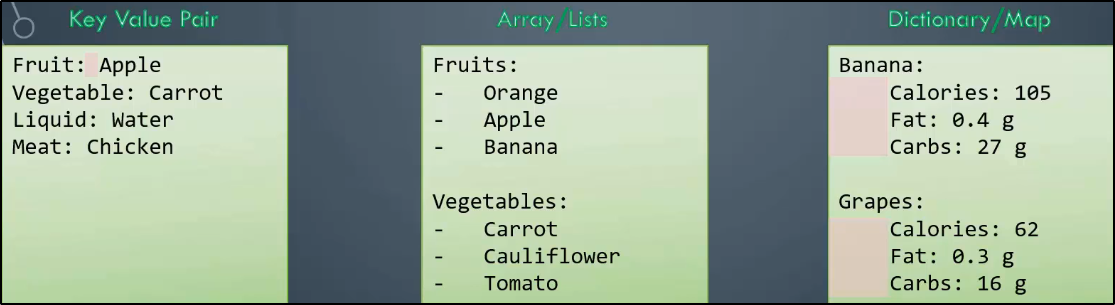 Key Value Pair
Fruit: Apple
Vegetable: Carrot
Liquid: Water
Meat: Chicken
Array/Lists
Fruits:
- Orange
- Apple
- Banana
Vegetables:
- Carrot
- Cauliflower
- Tomato
Dictionary/Map
Banana:
Calories: 105
Fat: 0.4 g
Carbs: 27 g
Grapes:
Calories: 62
Fat: 0.3 g
Carbs: 16 g